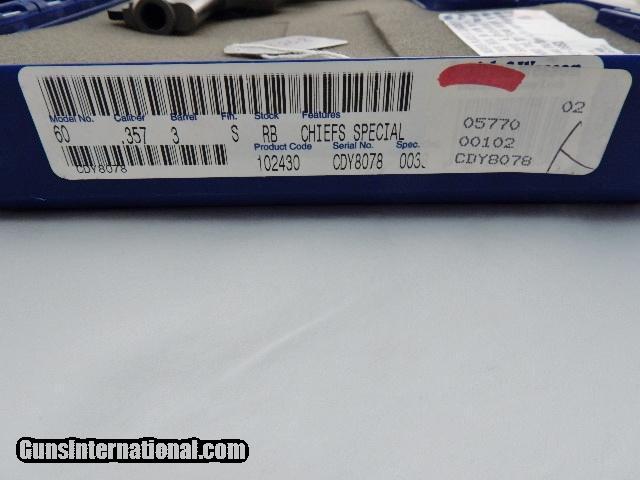 Model No. Caliber Barrel Fin. Stock Features
60 .357 3 S RB CHIEFS SPECIAL
Product Code Serial No. Spec.
CDY8078 102430 CDY8078
02
05770
00102
CDY8078
GunsInternational.com